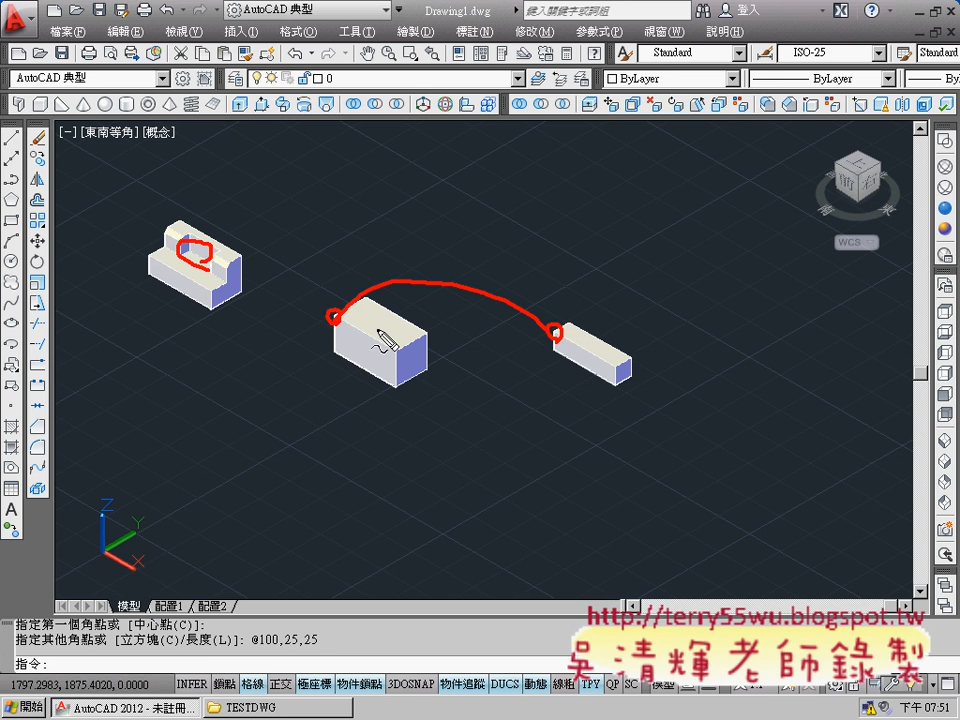 AutoCAD 典型
Drawing1.dwg
鍵入關鍵字或詞組
登入
檔案(F)
編輯(E)
檢視(V)
插入(I)
格式(O)
工具(T)
繪製(D)
標註(N)
修改(M)
參數式(P)
視窗(W)
說明(H)
Standard
ISO-25
Standard
AutoCAD 典型
0
ByLayer
ByLayer
[−] [東南等角] [概念]
上
前
右
南
東
WCS
Z
Y
X
模型
配置1
配置2
指定第一個角點或 [中心點(C)]:
指定其他角點或 [立方塊(C)/長度(L)]: @100,25,25
指令:
http://terry55wu.blogspot.tw
吳清輝老師錄製
1797.2983, 1875.4020, 0.0000
INFER
鎖點
格線
正交
極座標
物件鎖點
3DOSNAP
物件追蹤
DUCS
動態
線粗
TPY
QP
SC
模型
開始
AutoCAD 2012 - 未註冊...
TESTDWG
下午 07:51